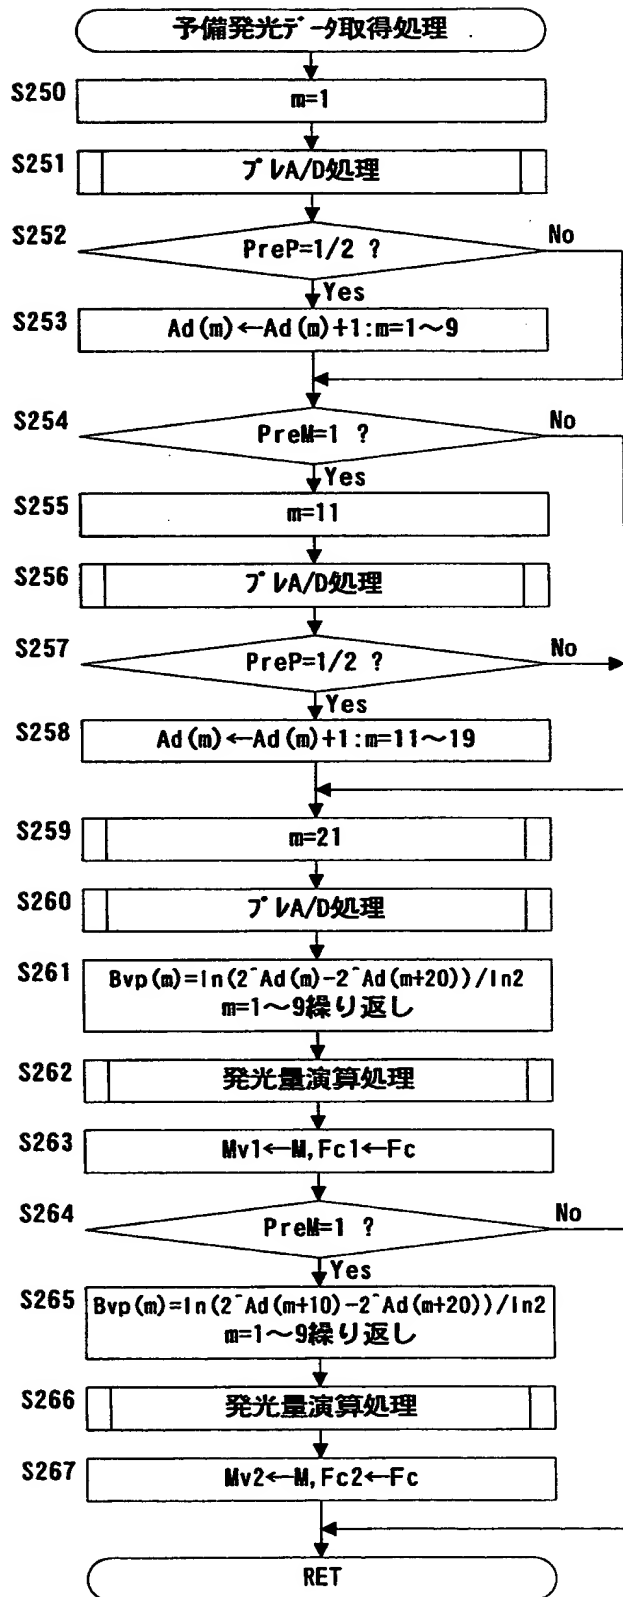 予備発光データ取得処理
S250
m=1
S251
プレA/D処理
S252
PreP=1/2 ?
No
Yes
S253
Ad(m)←Ad(m)+1:m=1～9
S254
PreM=1 ?
No
Yes
S255
m=11
S256
プレA/D処理
S257
PreP=1/2 ?
No
Yes
S258
Ad(m)←Ad(m)+1:m=11～19
S259
m=21
S260
プレA/D処理
S261
Bvp(m)=ln(2^Ad(m)-2^Ad(m+20))/ln2
m=1～9繰り返し
S262
発光量演算処理
S263
Mv1←M,Fc1←Fc
S264
PreM=1 ?
No
Yes
S265
Bvp(m)=ln(2^Ad(m+10)-2^Ad(m+20))/ln2
m=1～9繰り返し
S266
発光量演算処理
S267
Mv2←M,Fc2←Fc
RET